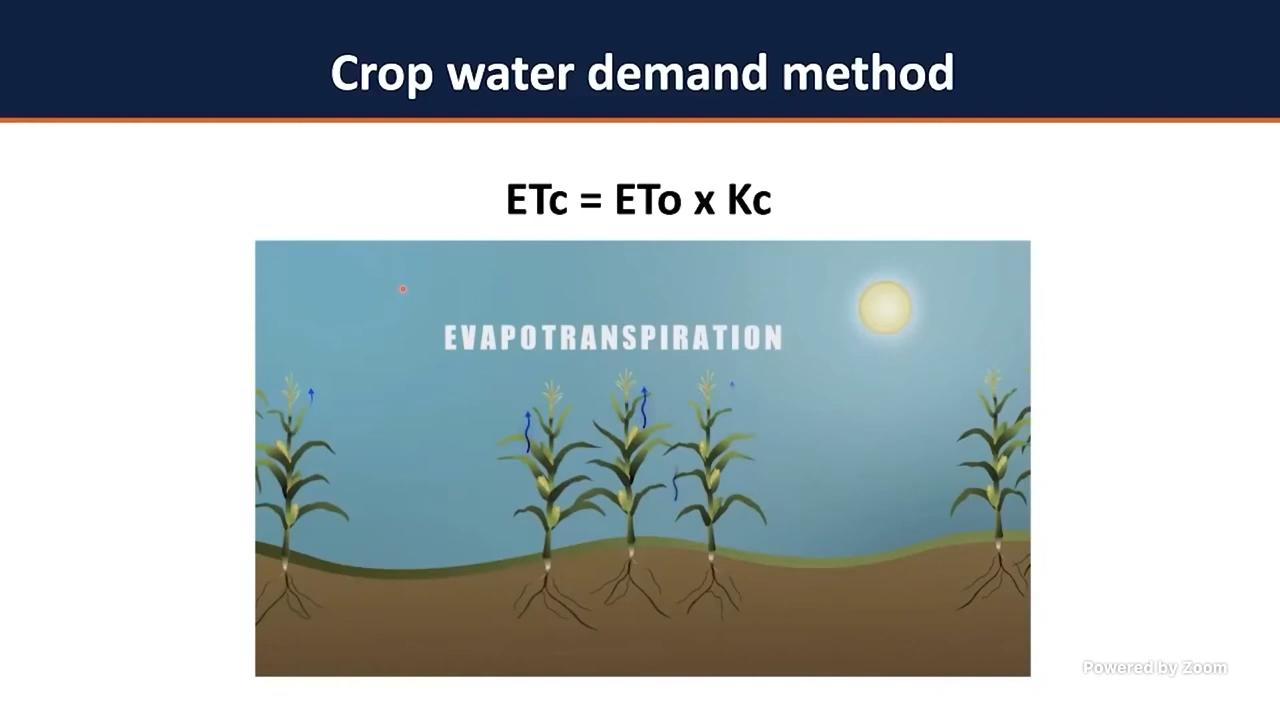 Crop water demand method
ETc = ETo x Kc
EVAPOTRANSPIRATION
Powered by Zoom